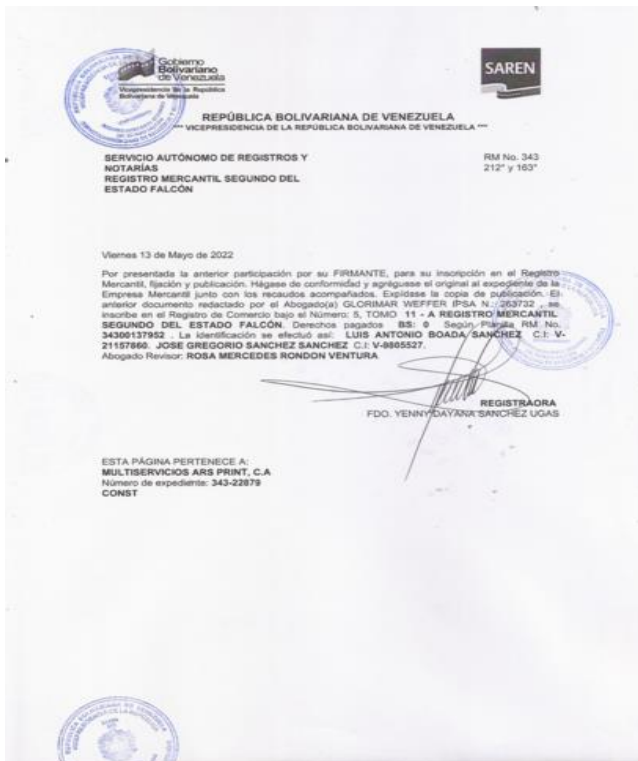 Gobierno
Bolivariano
de Venezuela
Vicepresidencia de la República
Bolivariana de Venezuela
SAREN
REPÚBLICA BOLIVARIANA DE VENEZUELA
*** VICEPRESIDENCIA DE LA REPÚBLICA BOLIVARIANA DE VENEZUELA ***
SERVICIO AUTÓNOMO DE REGISTROS Y
NOTARÍAS
REGISTRO MERCANTIL SEGUNDO DEL
ESTADO FALCÓN
RM No. 343
212° y 163°
Viernes 13 de Mayo de 2022
Por presentada la anterior participación por su FIRMANTE, para su inscripción en el Registro
Mercantil, fijación y publicación. Hágase de conformidad y agréguese el original al expediente de la
Empresa Mercantil junto con los recaudos acompañados. Expídase la copia de publicación. El
anterior documento redactado por el Abogado(a) GLORIMAR WEFFER IPSA N.: 263732 , se
inscribe en el Registro de Comercio bajo el Número: 5, TOMO 11 - A REGISTRO MERCANTIL
SEGUNDO DEL ESTADO FALCÓN. Derechos pagados BS: 0 Según Planilla RM No.
34300137952 . La identificación se efectuó así: LUIS ANTONIO BOADA SANCHEZ C.I: V-
21157860. JOSE GREGORIO SANCHEZ SANCHEZ C.I: V-9805527.
Abogado Revisor: ROSA MERCEDES RONDON VENTURA
REGISTRAORA
FDO. YENNY DAYANA SANCHEZ UGAS
ESTA PÁGINA PERTENECE A:
MULTISERVICIOS ARS PRINT, C.A
Número de expediente: 343-22879
CONST